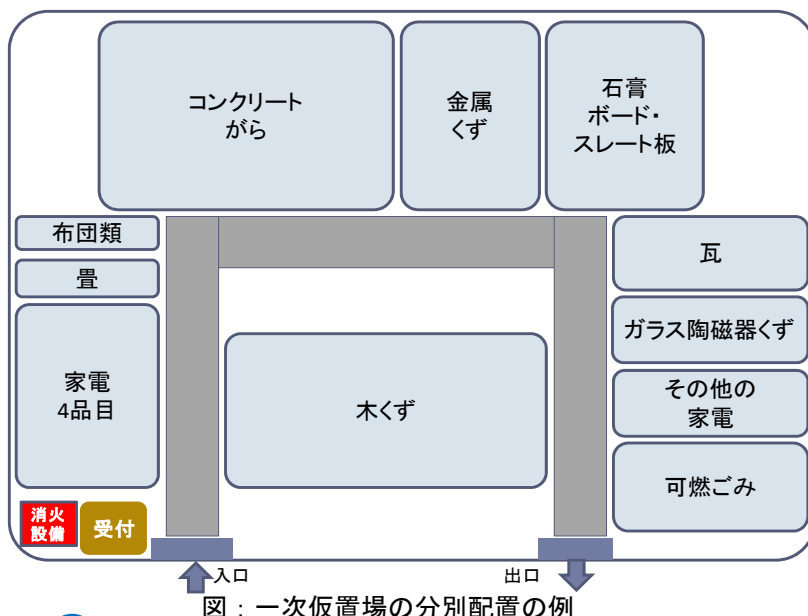 コンクリート
がら
金属
くず
石膏
ボード・
スレート板
布団類
畳
家電
4品目
木くず
瓦
ガラス陶磁器くず
その他の
家電
可燃ごみ
消火
設備
受付
入口
出口
図：一次仮置場の分別配置の例